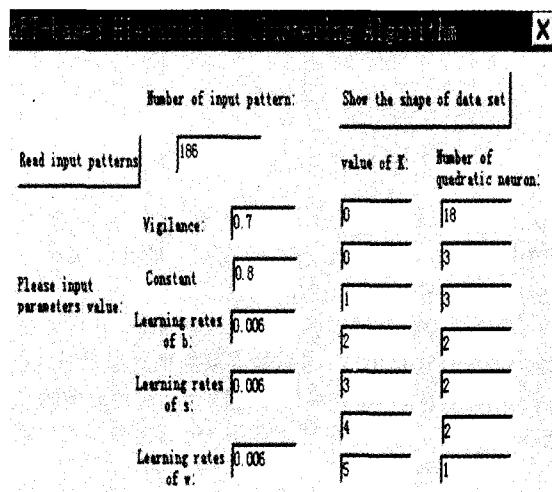 ART-based Hierarchical Clustering Algorithm
X
Number of input pattern:
Show the shape of data set
Read input patterns
186
value of K:
Number of
quadratic neuron:
Vigilance:
0.7
0
18
Please input
parameters value:
Constant
0.8
0
3
1
3
Learning rates
of b:
0.006
2
2
Learning rates
of s:
0.006
3
2
4
2
Learning rates
of w:
0.006
5
1